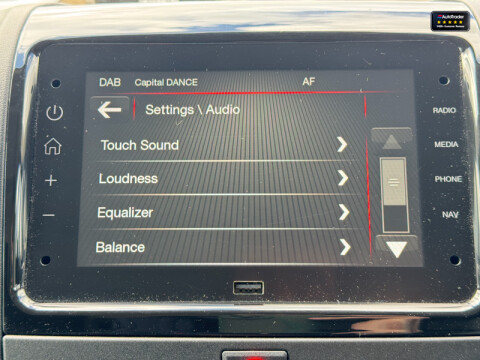 AutoTrader
DAB Capital DANCE AF
Settings \ Audio
Touch Sound
Loudness
Equalizer
Balance
RADIO
MEDIA
PHONE
NAV